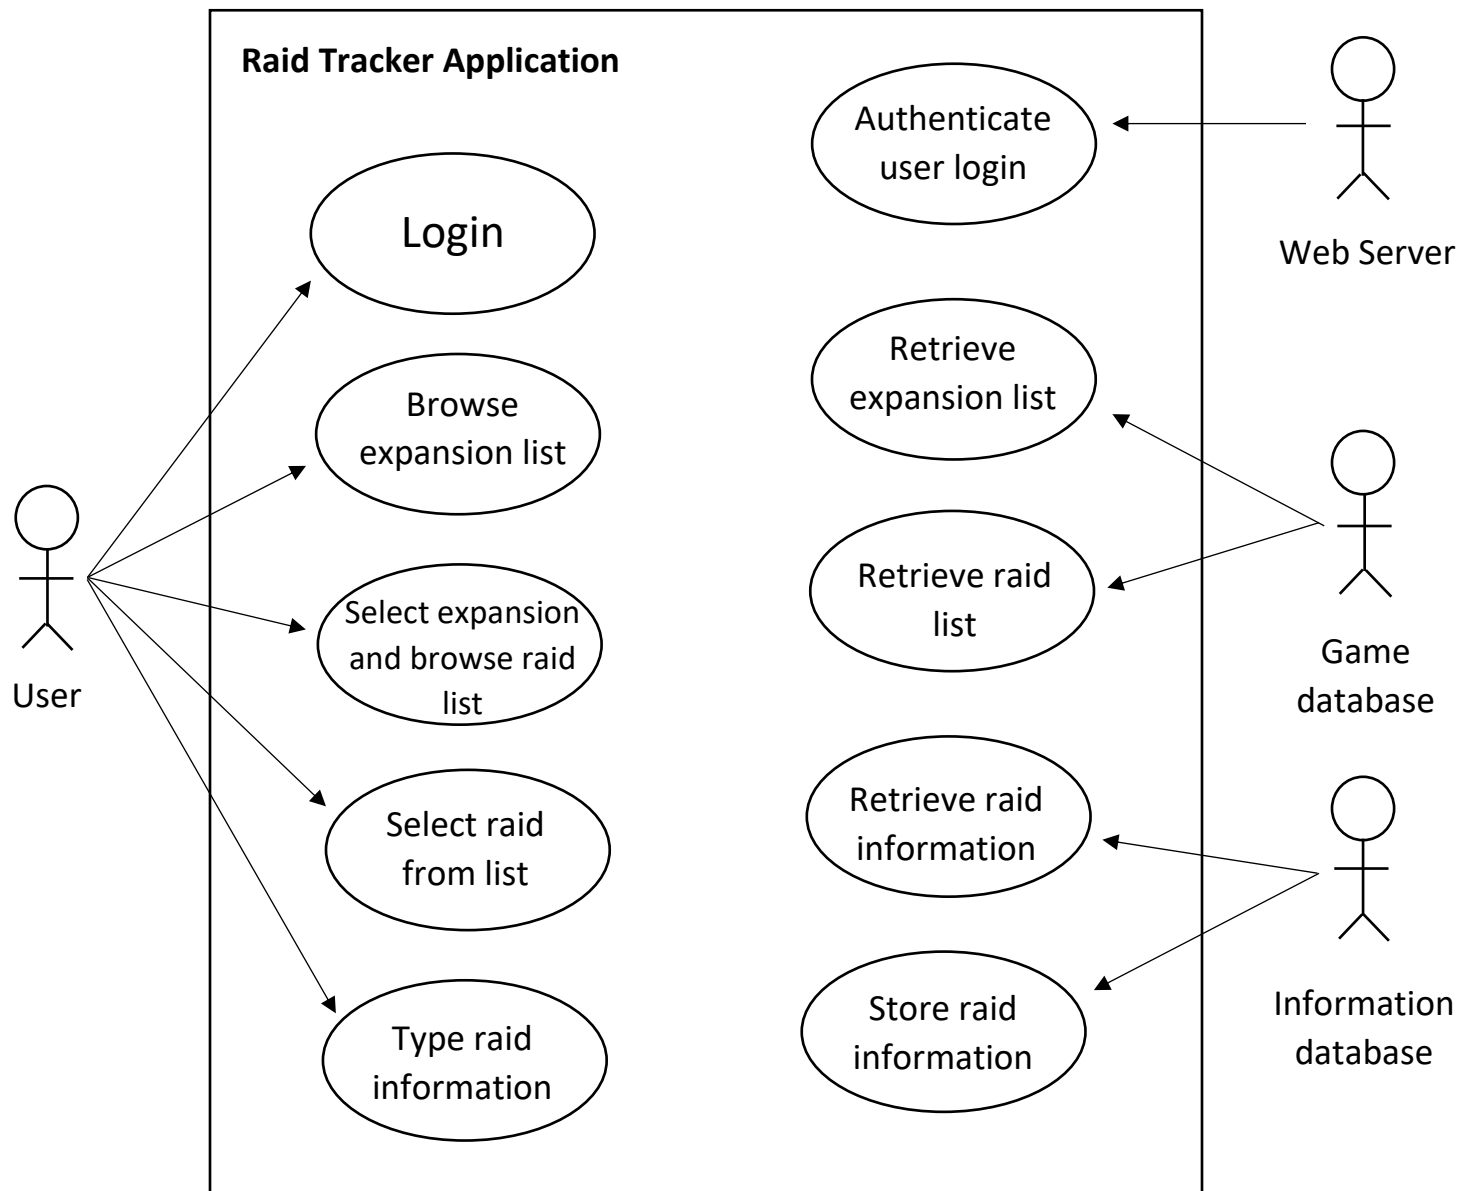 Raid Tracker Application
Login
Browse
expansion list
Select expansion
and browse raid
list
Select raid
from list
Type raid
information
User
Authenticate
user login
Retrieve
expansion list
Retrieve raid
list
Retrieve raid
information
Store raid
information
Web Server
Game
database
Information
database